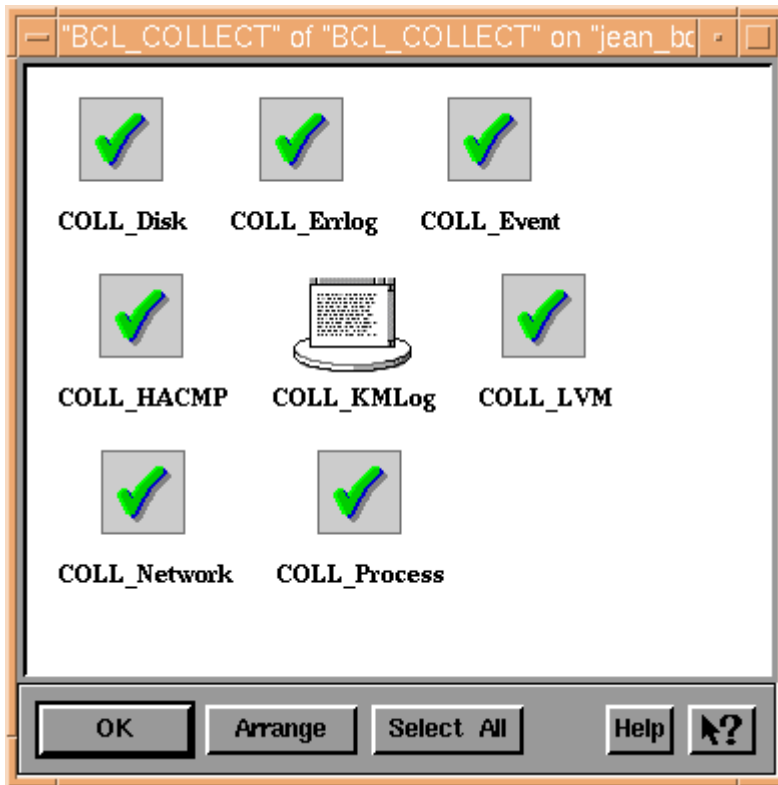 "BCL_COLLECT" of "BCL_COLLECT" on "jean_bc
COLL_Disk COLL_Errlog COLL_Event
COLL_HACMP COLL_KMLog COLL_LVM
COLL_Network COLL_Process
OK Arrange Select All Help ?